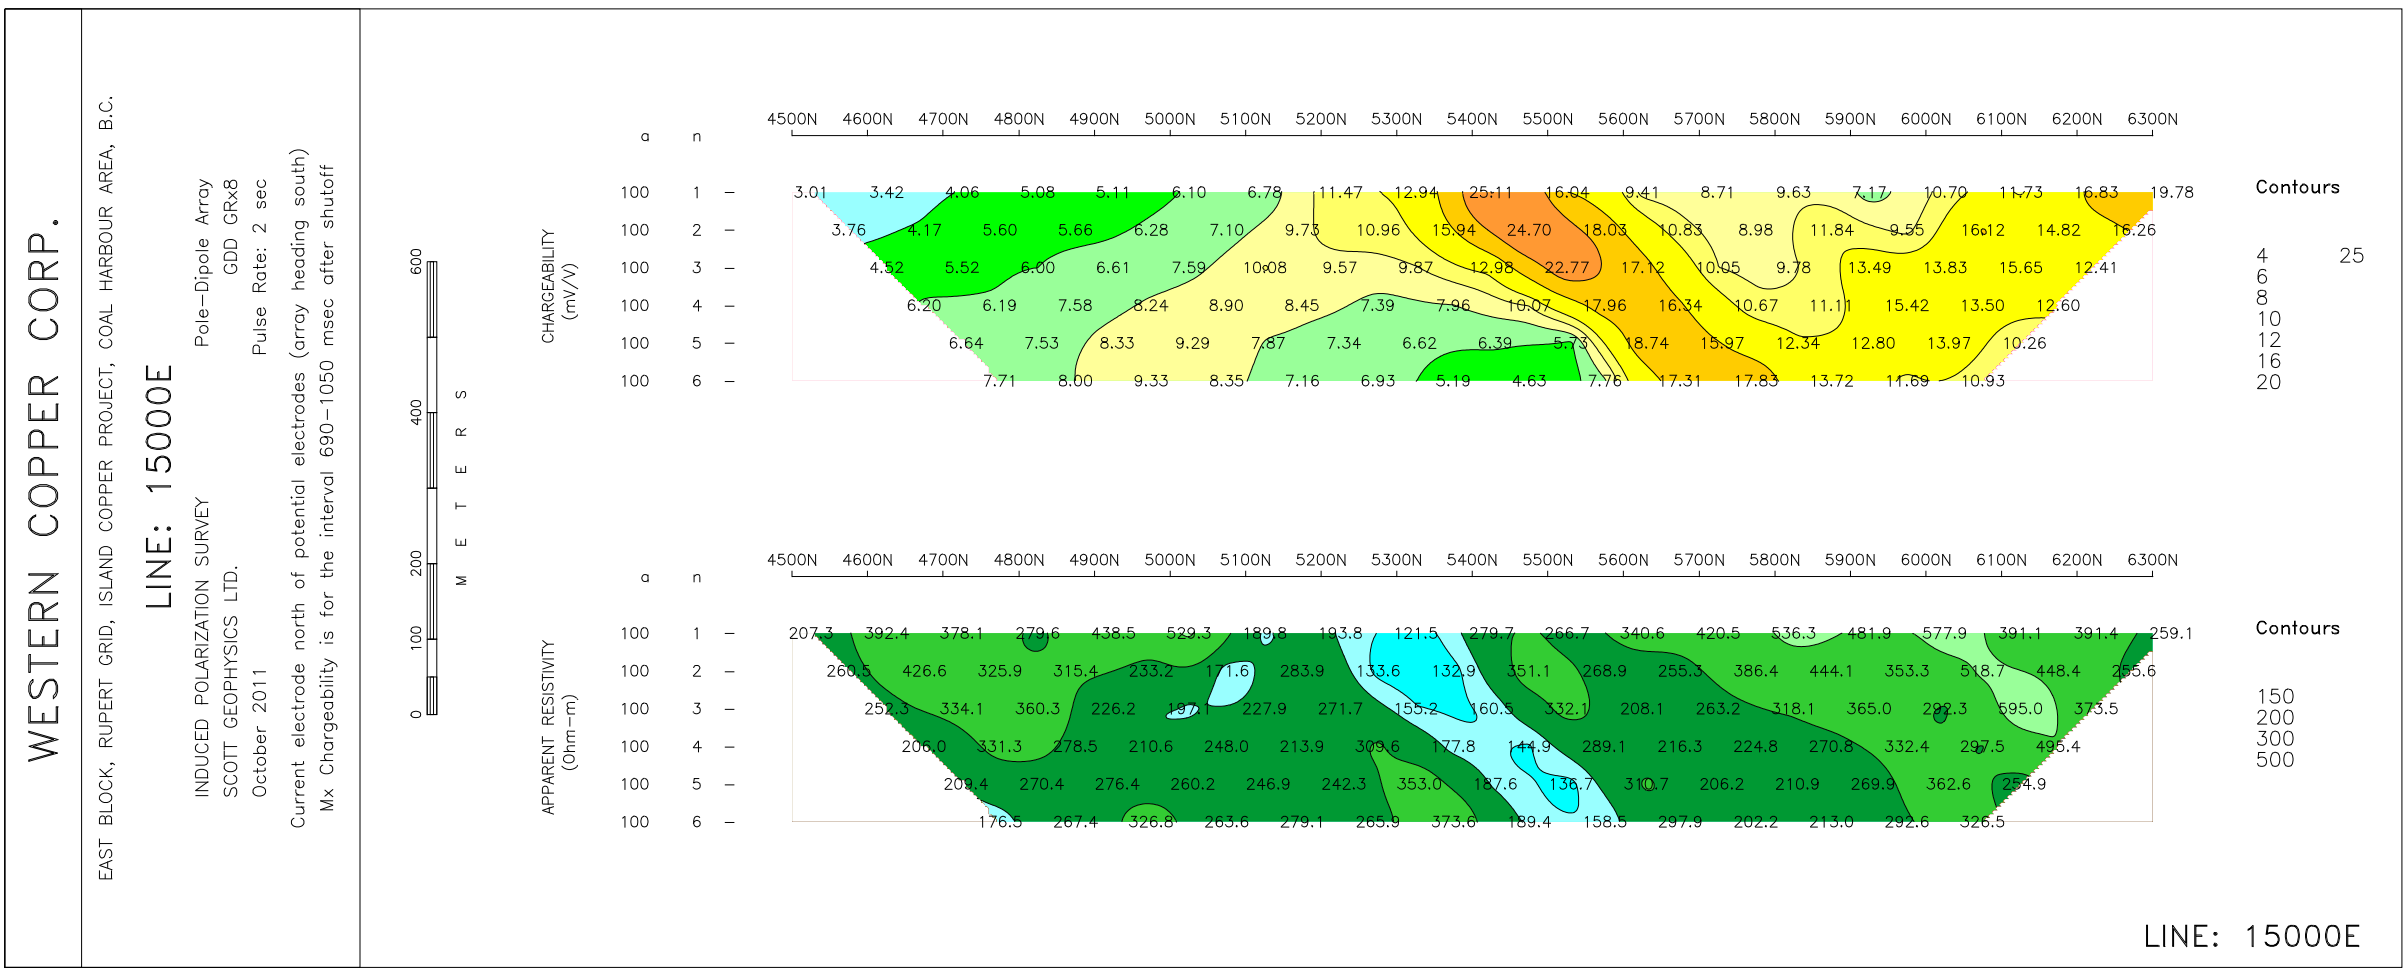 WESTERN COPPER CORP.
EAST BLOCK, RUPERT GRID, ISLAND COPPER PROJECT, COAL HARBOUR AREA, B.C.
LINE: 15000E
INDUCED POLARIZATION SURVEY Pole-Dipole Array
SCOTT GEOPHYSICS LTD. GDD GRx8
October 2011 Pulse Rate: 2 sec
Current electrode north of potential electrodes (array heading south)
Mx Chargeability is for the interval 690-1050 msec after shutoff
0 100 200 400 600
METERS
4500N 4600N 4700N 4800N 4900N 5000N 5100N 5200N 5300N 5400N 5500N 5600N 5700N 5800N 5900N 6000N 6100N 6200N 6300N
a n
CHARGEABILITY
(mV/V)
100 1 – 3.01 3.42 4.06 5.08 5.11 6.10 6.78 11.47 12.94 25.11 16.04 9.41 8.71 9.63 7.17 10.70 11.73 16.83 19.78
100 2 – 3.76 4.17 5.60 5.66 6.28 7.10 9.73 10.96 15.94 24.70 18.03 10.83 8.98 11.84 9.55 16.12 14.82 16.26
100 3 – 4.52 5.52 6.00 6.61 7.59 10.08 9.57 9.87 12.98 22.77 17.12 10.05 9.78 13.49 13.83 15.65 12.41
100 4 – 6.20 6.19 7.58 8.24 8.90 8.45 7.39 7.96 10.07 17.96 16.34 10.67 11.11 15.42 13.50 12.60
100 5 – 6.64 7.53 8.33 9.29 7.87 7.34 6.62 6.39 5.73 18.74 15.97 12.34 12.80 13.97 10.26
100 6 – 7.71 8.00 9.33 8.35 7.16 6.93 5.19 4.63 7.76 17.31 17.83 13.72 11.69 10.93
Contours
4 25
6
8
10
12
16
20
4500N 4600N 4700N 4800N 4900N 5000N 5100N 5200N 5300N 5400N 5500N 5600N 5700N 5800N 5900N 6000N 6100N 6200N 6300N
a n
APPARENT RESISTIVITY
(Ohm-m)
100 1 – 207.3 392.4 378.1 279.6 438.5 529.3 189.8 193.8 121.5 279.7 266.7 340.6 420.5 536.3 481.9 577.9 391.1 391.4 259.1
100 2 – 260.5 426.6 325.9 315.4 233.2 171.6 283.9 133.6 132.9 351.1 268.9 255.3 386.4 444.1 353.3 518.7 448.4 255.6
100 3 – 252.3 334.1 360.3 226.2 197.1 227.9 271.7 155.2 160.5 332.1 208.1 263.2 318.1 365.0 292.3 595.0 373.5
100 4 – 206.0 331.3 278.5 210.6 248.0 213.9 309.6 177.8 144.9 289.1 216.3 224.8 270.8 332.4 297.5 495.4
100 5 – 209.4 270.4 276.4 260.2 246.9 242.3 353.0 187.6 136.7 310.7 206.2 210.9 269.9 362.6 254.9
100 6 – 176.5 267.4 326.8 263.6 279.1 265.9 373.6 189.4 158.5 297.9 202.2 213.0 292.6 326.5
Contours
150
200
300
500
LINE: 15000E